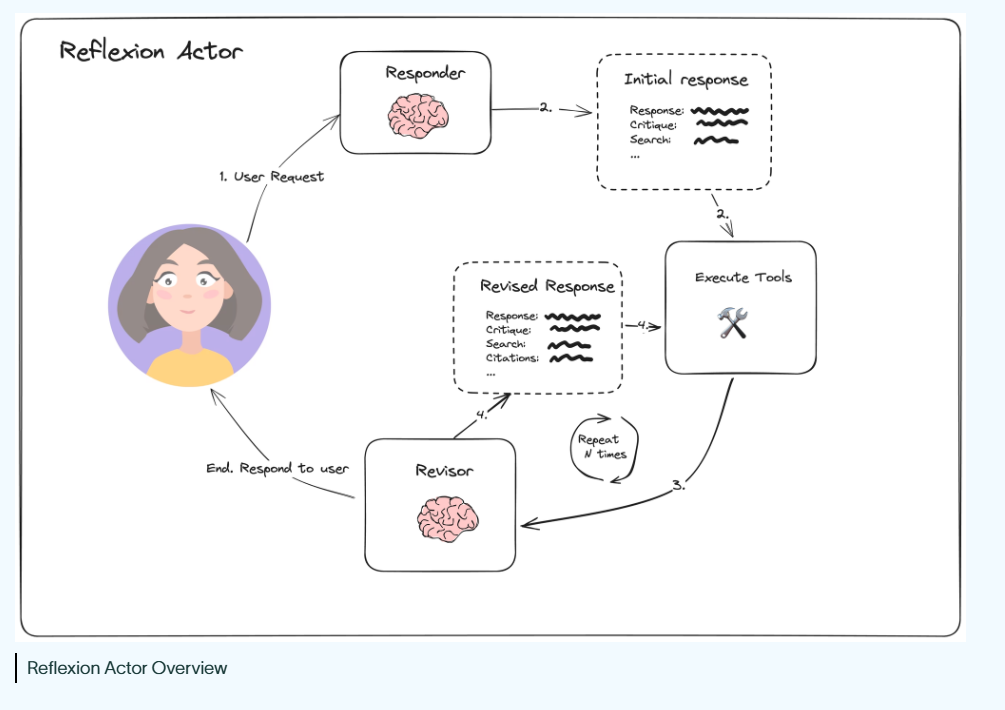 Reflexion Actor
Responder
2.
Initial response
Response:
Critique:
Search:
...
1. User Request
2.
Execute Tools
Revised Response
Response:
Critique:
Search:
Citations:
...
4.
4.
Repeat
N times
End. Respond to user
Revisor
3.
Reflexion Actor Overview